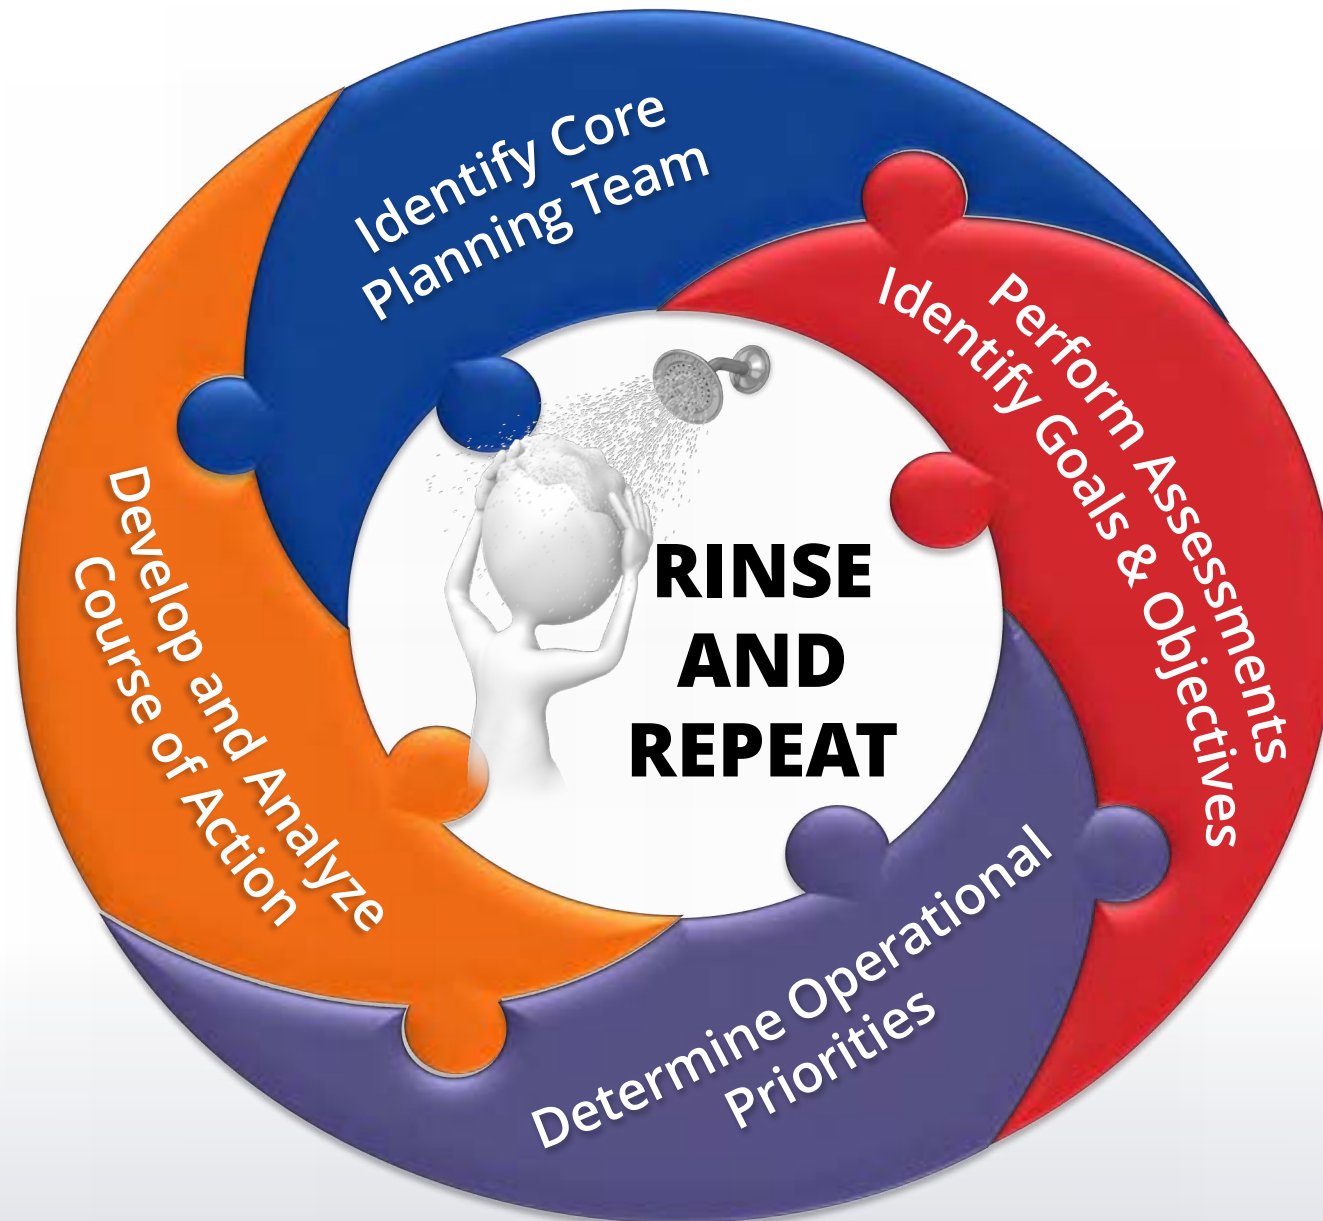 Identify Core
Planning Team
Perform Assessments
Identify Goals & Objectives
Determine Operational
Priorities
Develop and Analyze
Course of Action
RINSE
AND
REPEAT